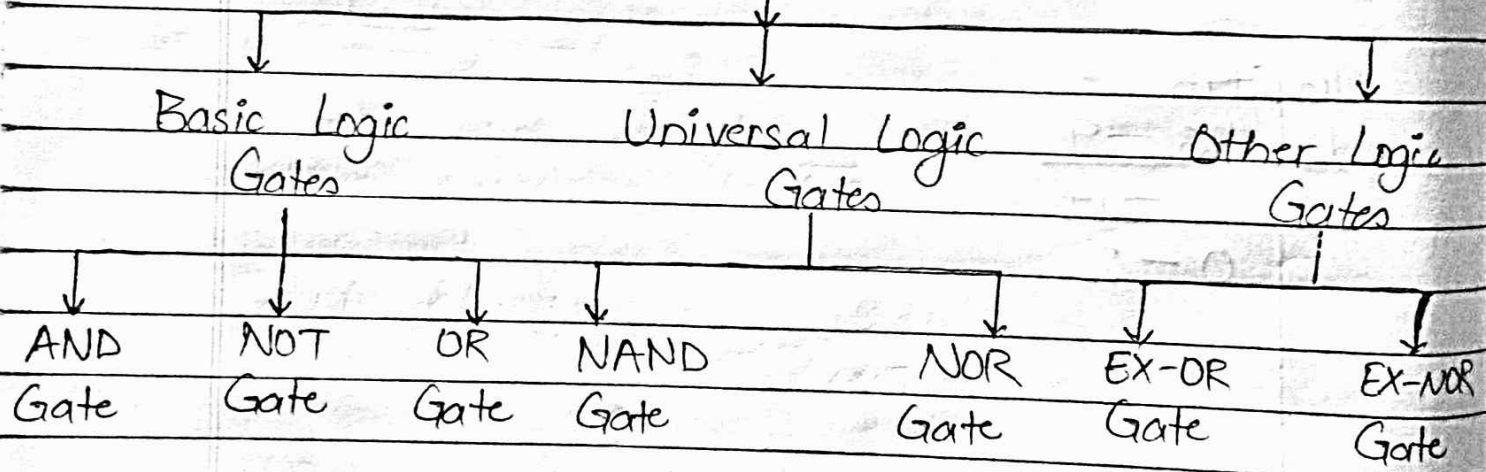 Basic Logic
Gates
Universal Logic
Gates
Other Logic
Gates
AND
Gate
NOT
Gate
OR
Gate
NAND
Gate
NOR
Gate
EX-OR
Gate
EX-NOR
Gate